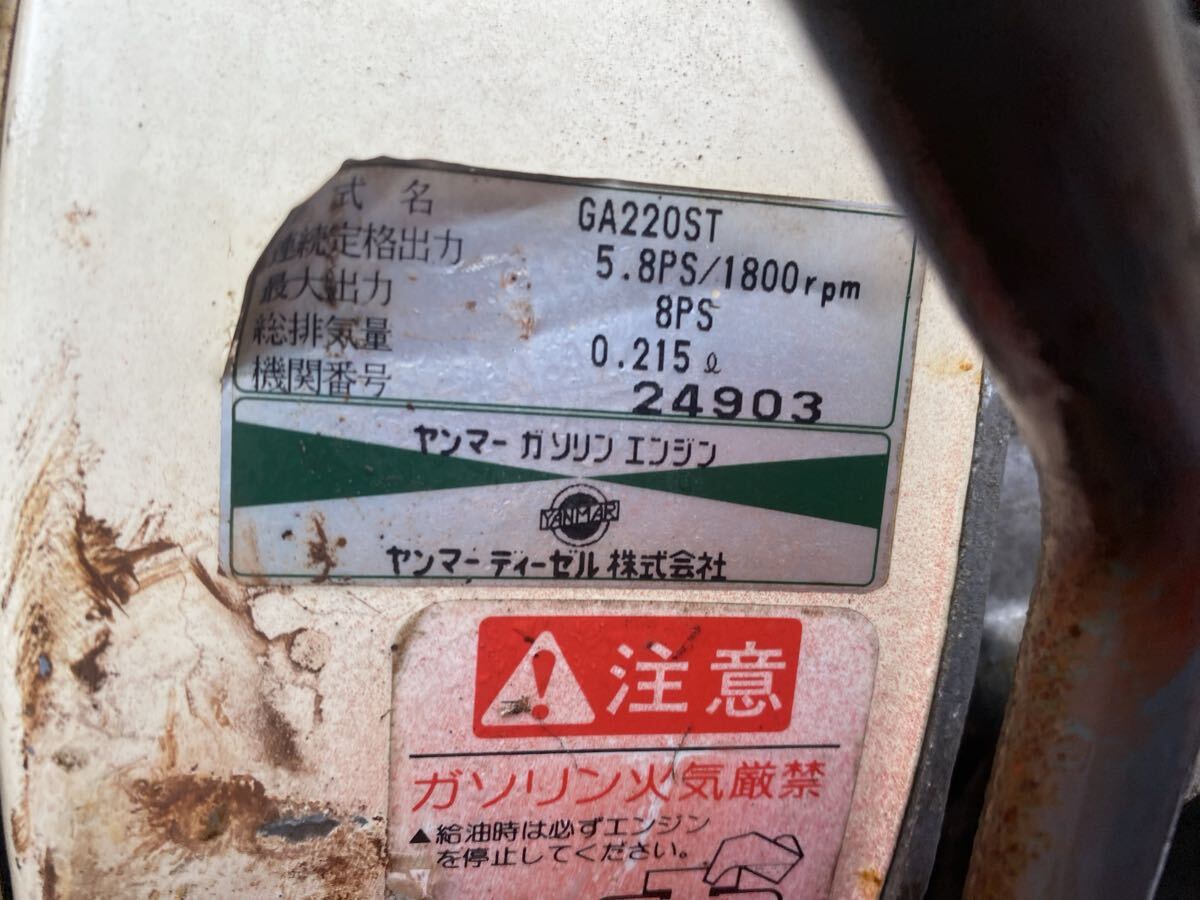 式 名 GA220ST
連続定格出力 5.8PS/1800rpm
最大出力 8PS
総排気量 0.215ℓ
機関番号 24903
ヤンマー ガソリン エンジン
YANMAR
ヤンマーディーゼル 株式会社
注意
ガソリン火気厳禁
▲給油時は必ずエンジン
を停止してください。